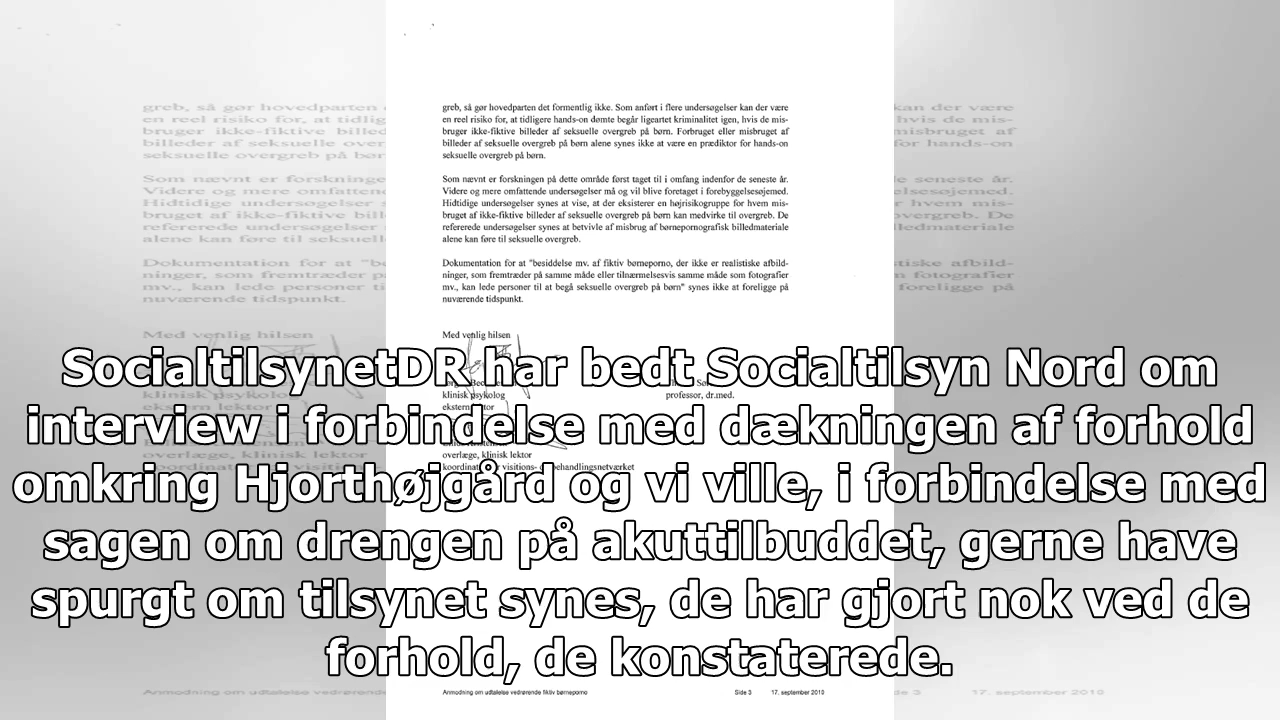 greb, så gør hovedparten det formentlig ikke. Som anført i flere undersøgelser kan der være
en reel risiko for, at tidligere hands-on dømte begår ligeartet kriminalitet igen, hvis de mis-
bruger ikke-fiktive billeder af seksuelle overgreb på børn. Forbruget eller misbruget af
billeder af seksuelle overgreb på børn alene synes ikke at være en prædiktor for hands-on
seksuelle overgreb på børn.
Som nævnt er forskningen på dette område først taget til i omfang indenfor de seneste år.
Videre og mere omfattende undersøgelser må og vil blive foretaget i forebyggelsesøjemed.
Hidtidige undersøgelser synes at vise, at der eksisterer en højrisikogruppe for hvem mis-
bruget af ikke-fiktive billeder af seksuelle overgreb på børn kan medvirke til overgreb. De
refererede undersøgelser synes at betvivle af misbrug af børnepornografisk billedmateriale
alene kan føre til seksuelle overgreb.
Dokumentation for at "besiddelse mv. af fiktiv børneporno, der ikke er realistiske afbild-
ninger, som fremtræder på samme måde eller tilnærmelsesvis samme måde som fotografier
mv., kan lede personer til at begå seksuelle overgreb på børn" synes ikke at foreligge på
nuværende tidspunkt.
Med venlig hilsen
klinisk psykolog
professor, dr.med.
overlæge, klinisk lektor
SocialtilsynetDR har bedt Socialtilsyn Nord om
interview i forbindelse med dækningen af forhold
omkring Hjorthøjgård og vi ville, i forbindelse med
sagen om drengen på akuttilbuddet, gerne have
spurgt om tilsynet synes, de har gjort nok ved de
forhold, de konstaterede.
Anmodning om udtalelse vedrørende fiktiv børneporno Side 3 17. september 2010